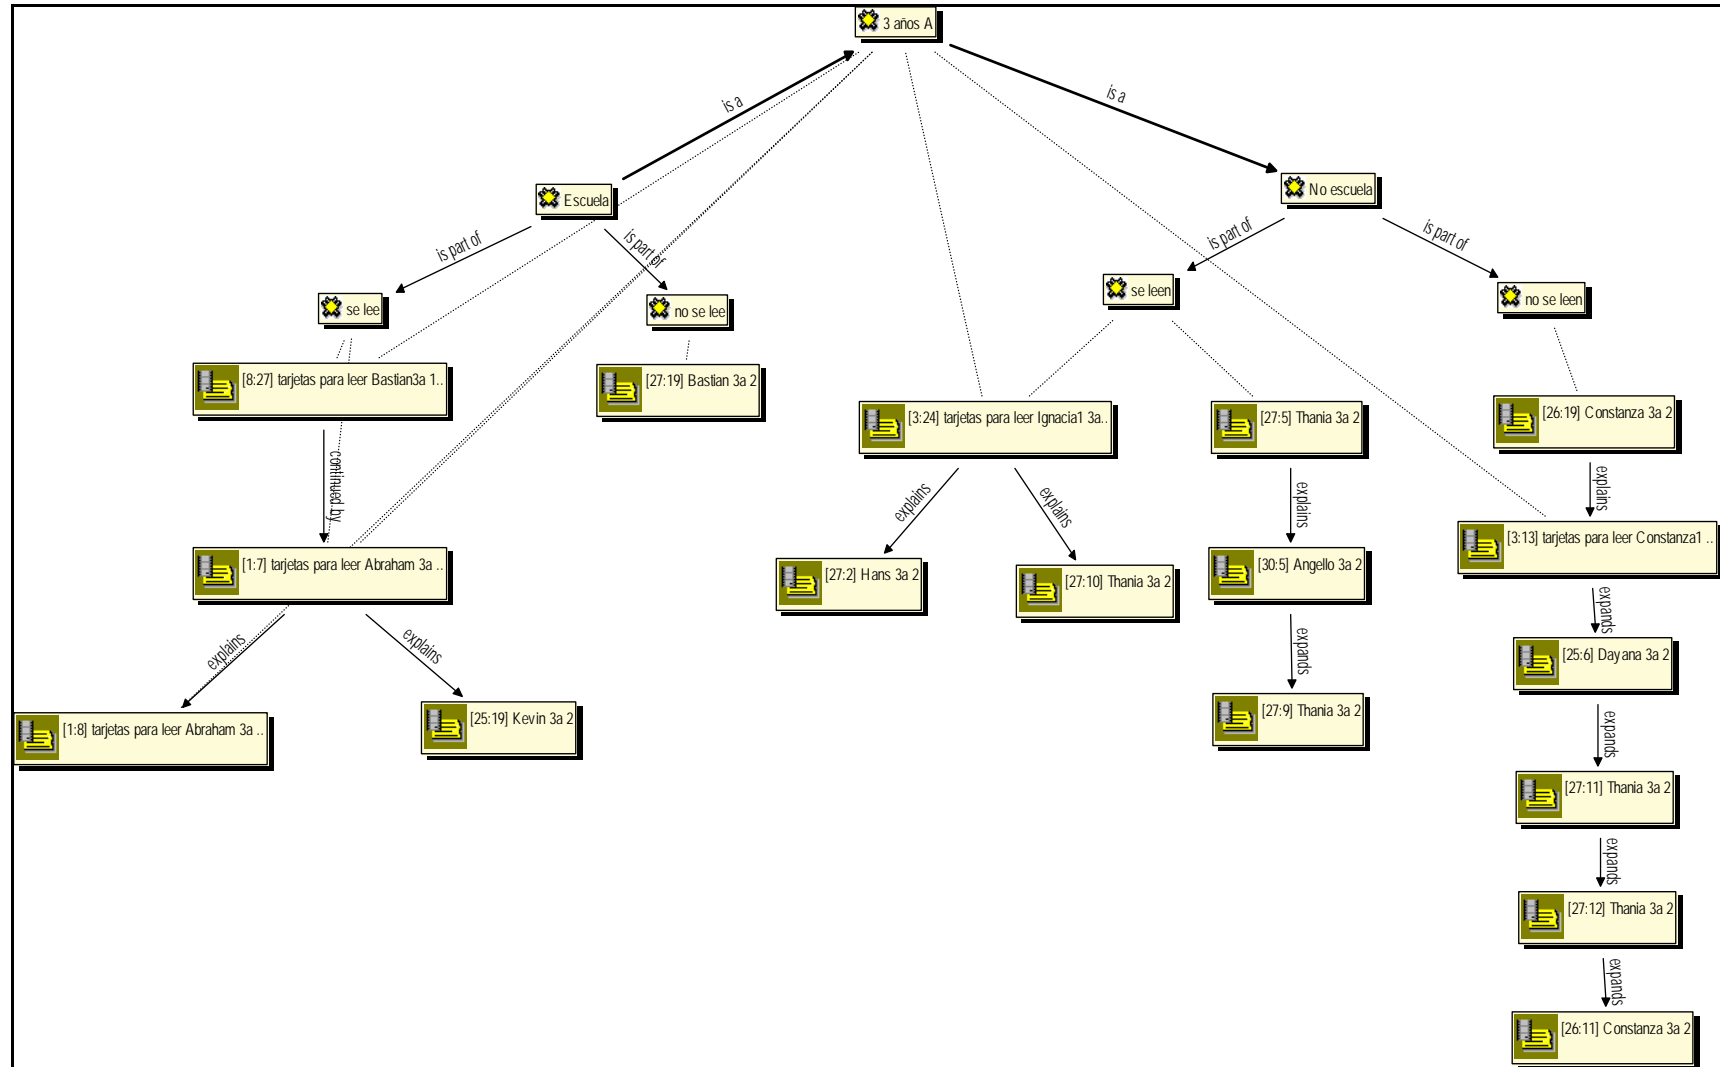 3 años A
is a
is a
Escuela
No escuela
is part of
is part of
is part of
is part of
se lee
no se lee
se leen
no se leen
[8:27] tarjetas para leer Bastian3a 1..
[27:19] Bastian 3a 2
[3:24] tarjetas para leer Ignacia1 3a..
[27:5] Thania 3a 2
[26:19] Constanza 3a 2
continued by
explains
explains
explains
explains
[1:7] tarjetas para leer Abraham 3a ..
[27:2] Hans 3a 2
[27:10] Thania 3a 2
[30:5] Angello 3a 2
[3:13] tarjetas para leer Constanza1 ..
explains
explains
expands
expands
[1:8] tarjetas para leer Abraham 3a ..
[25:19] Kevin 3a 2
[27:9] Thania 3a 2
[25:6] Dayana 3a 2
expands
[27:11] Thania 3a 2
expands
[27:12] Thania 3a 2
expands
[26:11] Constanza 3a 2